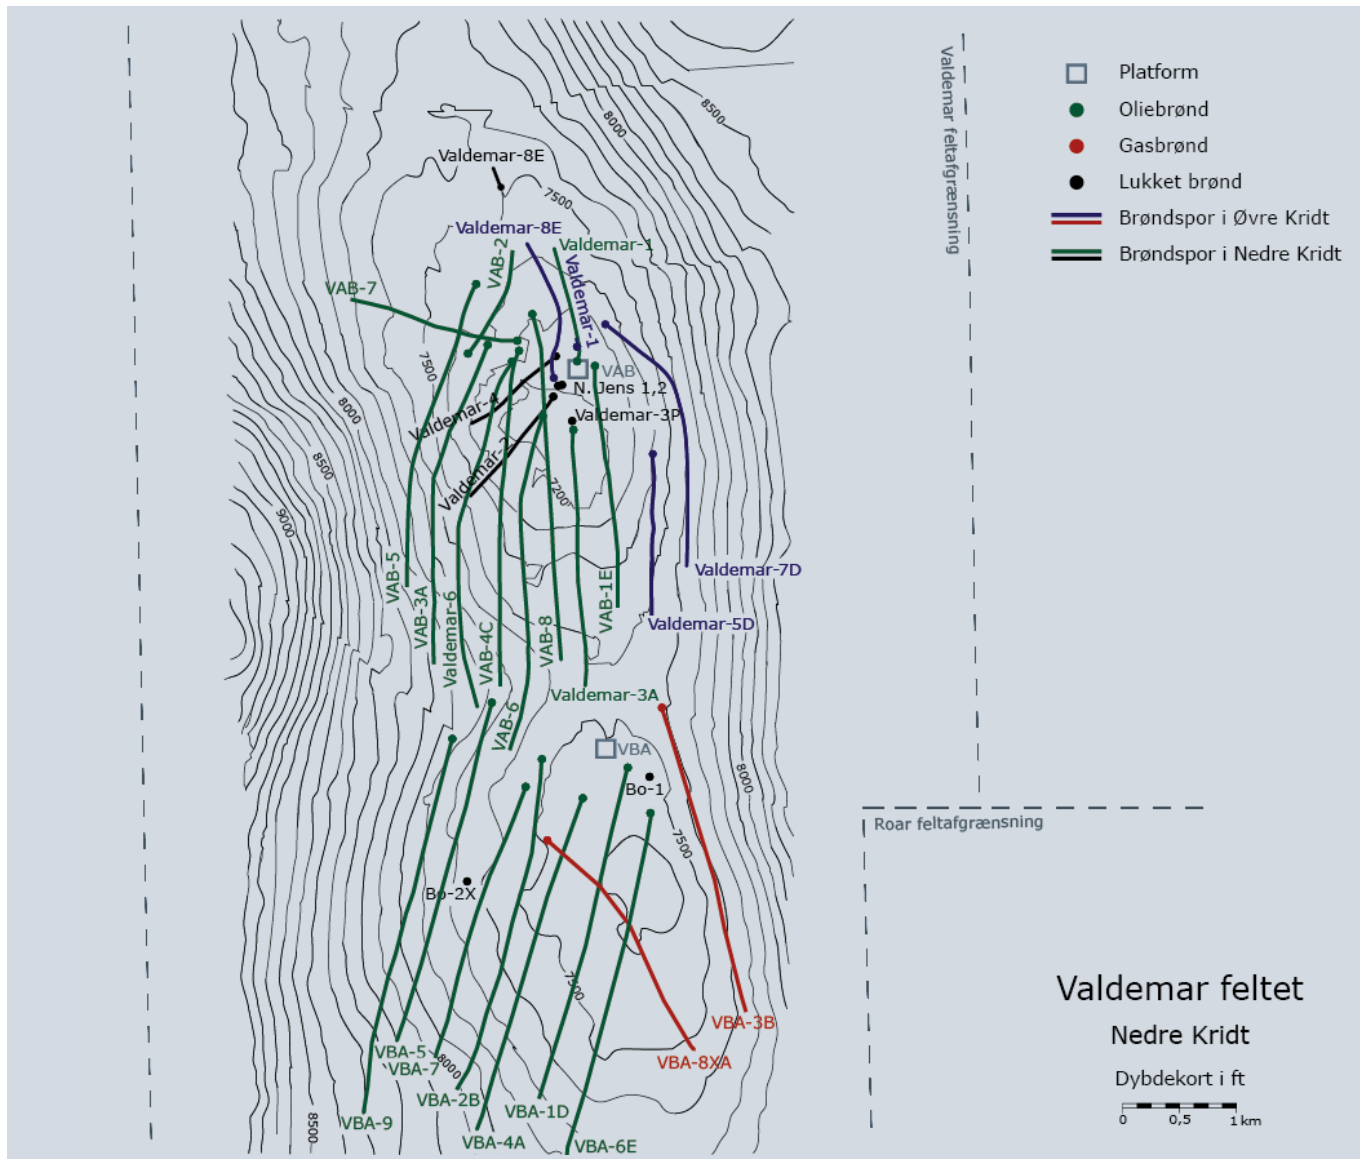 8500
8000
Valdemar feltafgrænsning
Platform
Oliebrønd
Gasbrønd
Lukket brønd
Brøndspor i Øvre Kridt
Brøndspor i Nedre Kridt
Valdemar-8E
7500
Valdemar-8E
VAB-2
Valdemar-1
VAB-7
Valdemar-1
7500
VAB
N. Jens 1,2
8000
Valdemar-4
Valdemar-3P
8500
Valdemar-2
7200
9000
VAB-5
VAB-3A
Valdemar-6
VAB-4C
VAB-8
VAB-1E
Valdemar-7D
Valdemar-5D
Valdemar-3A
VAB-6
VBA
8000
Bo-1
Roar feltafgrænsning
7500
Bo-2X
7500
Valdemar feltet
Nedre Kridt
Dybdekort i ft
0 0,5 1 km
VBA-3B
VBA-5
VBA-7
8000
VBA-8XA
VBA-2B
VBA-1D
VBA-9
8500
VBA-4A
VBA-6E